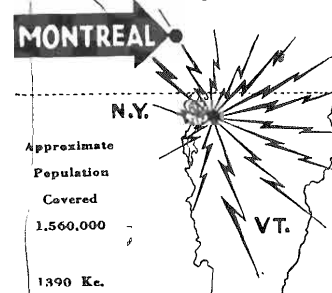 MONTREAL
N.Y.
Approximate
Population
Covered
1,560,000
VT.
1390 Kc.